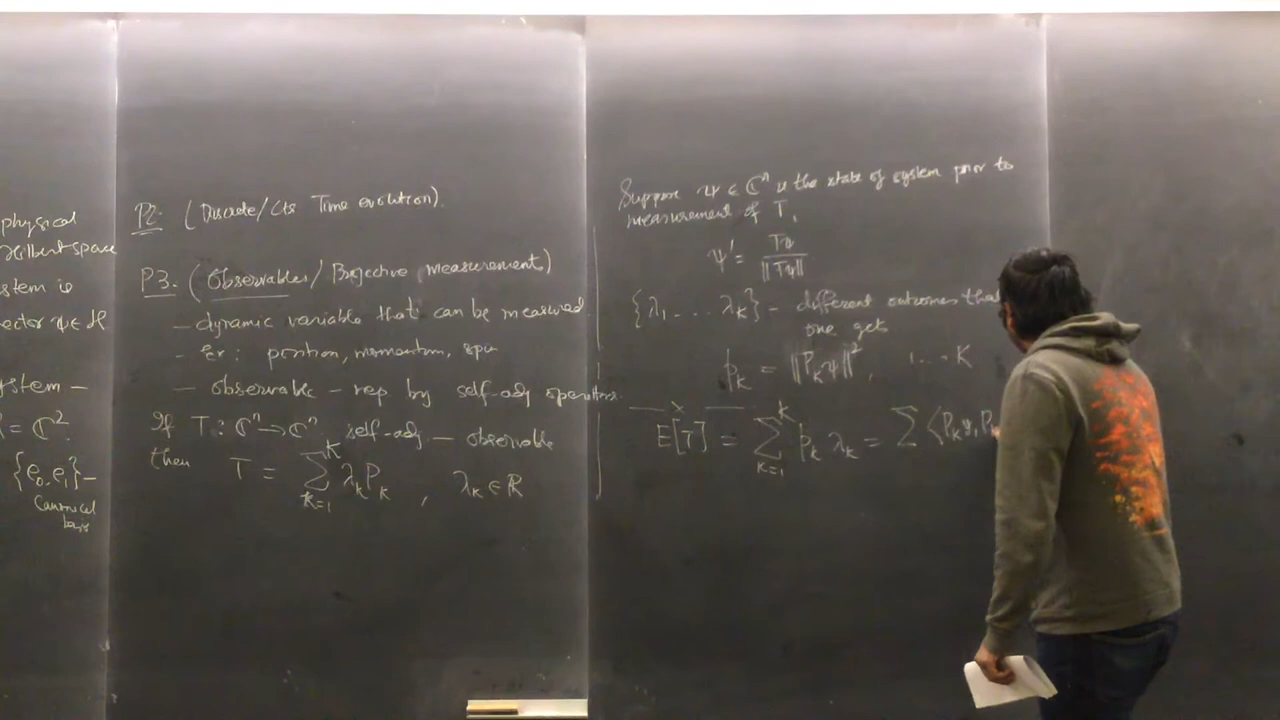 physical
Hilbert space
stem is
ector ψ ∈ H
ystem –
= ℂ².
{e₀, e₁} –
Canonical
basis
P2: (Discrete/Cts Time evolution).
P3: (Observables/Projective measurement)
– dynamic variable that can be measured.
– Ex: position, momentum, spin
– observable – rep by self-adj operators.
If T: ℂⁿ → ℂⁿ self-adj – observable
then T = ∑_{k=1}^{K} λ_k P_k , λ_k ∈ ℝ
Suppose ψ ∈ ℂⁿ is the state of system prior to
measurement of T,
ψ' = Tψ / ||Tψ||
{λ₁ ... λ_K} = different outcomes that
one gets
p_k = ||P_k ψ||², 1 ... K
E[T] = ∑_{k=1}^{K} p_k λ_k = ∑ ⟨P_k ψ, P